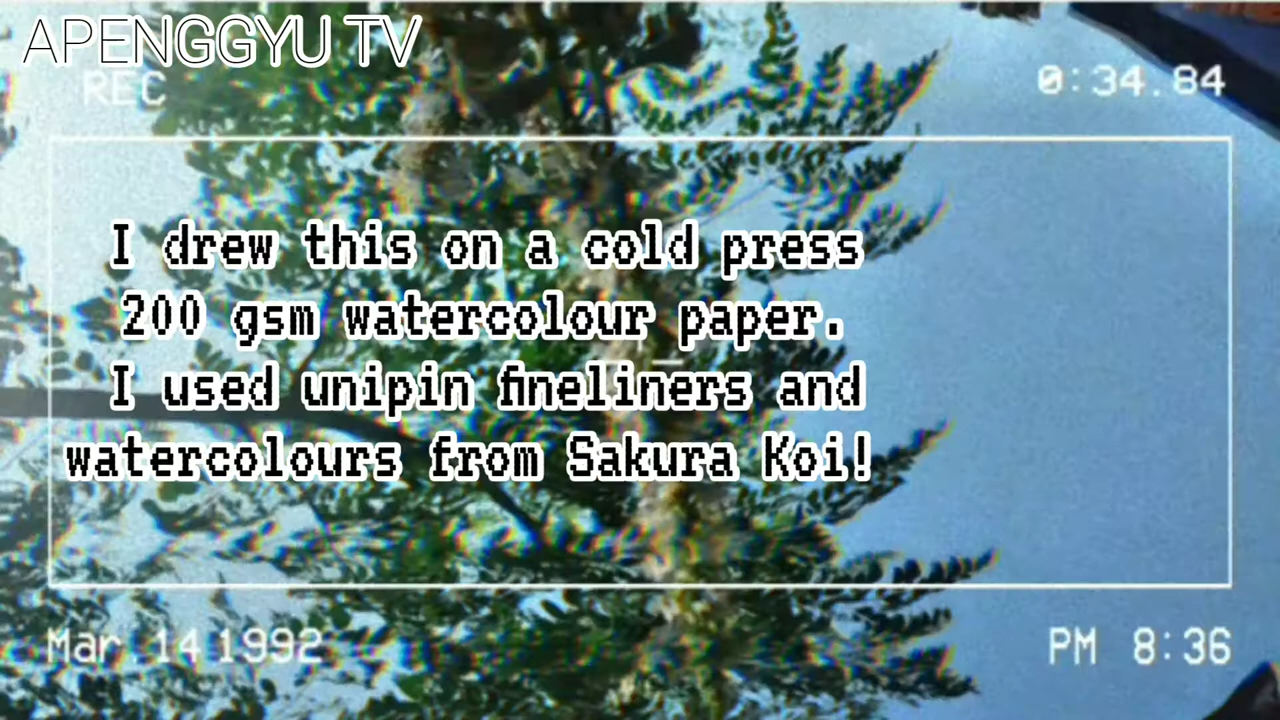 APENGGYU TV
REC
0:34.84
I drew this on a cold press
200 gsm watercolour paper.
I used unipin fineliners and
watercolours from Sakura Koi!
Mar. 14 1992
PM 8:36